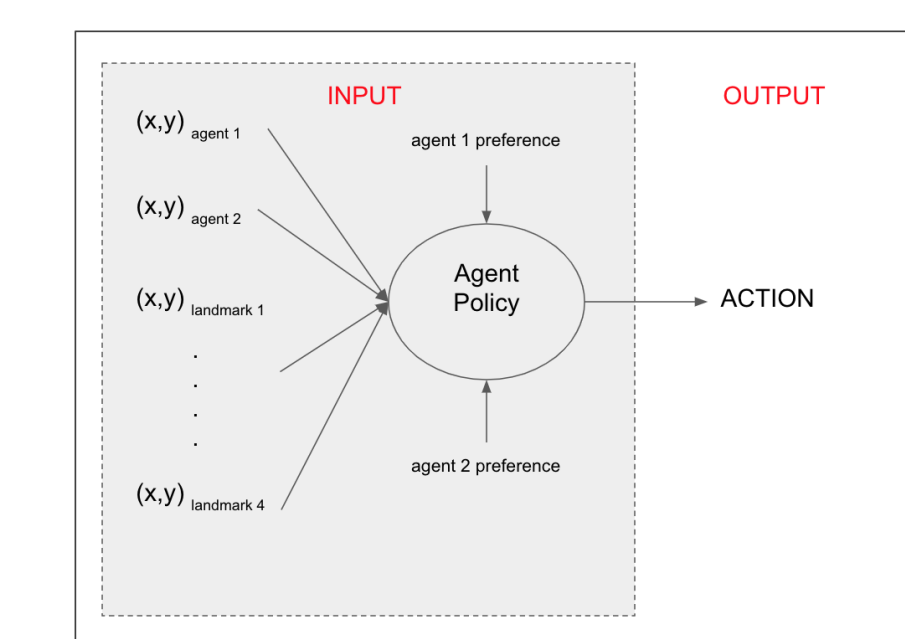 INPUT
OUTPUT
(x,y) agent 1
agent 1 preference
(x,y) agent 2
Agent
Policy
(x,y) landmark 1
ACTION
.
.
.
.
agent 2 preference
(x,y) landmark 4